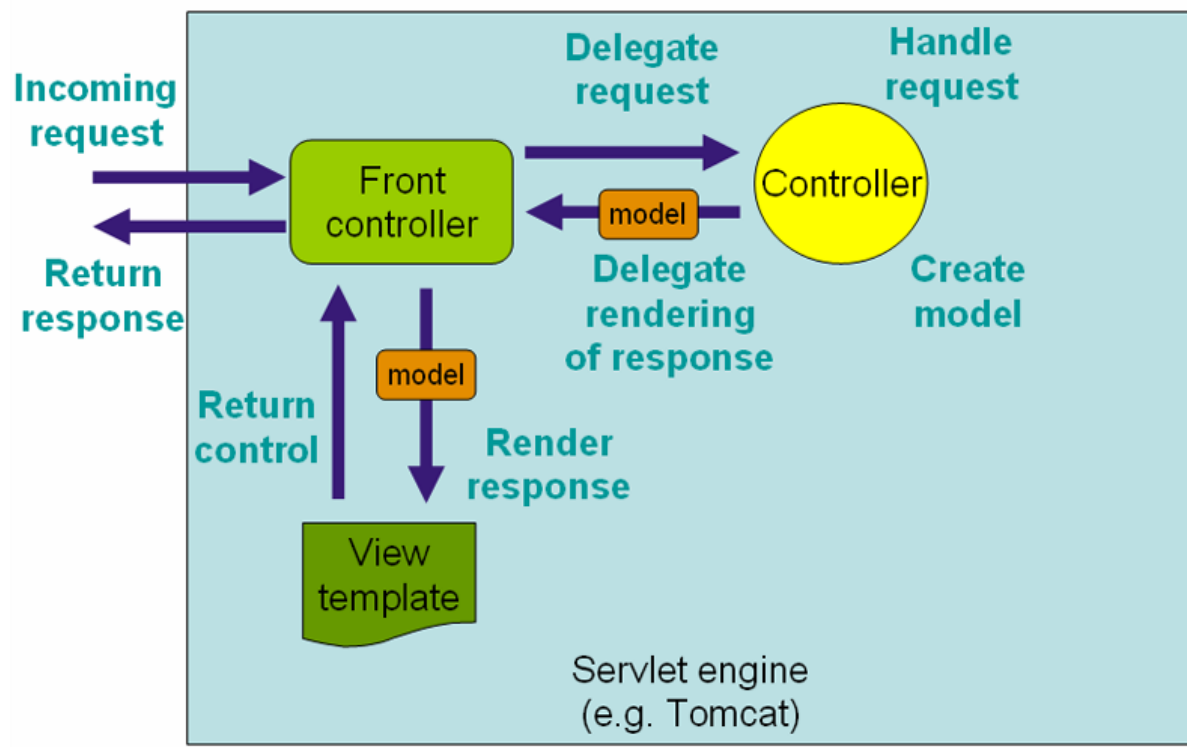 Incoming
request
Return
response
Front
controller
Delegate
request
Handle
request
Controller
model
Delegate
rendering
of response
Create
model
Return
control
model
Render
response
View
template
Servlet engine
(e.g. Tomcat)